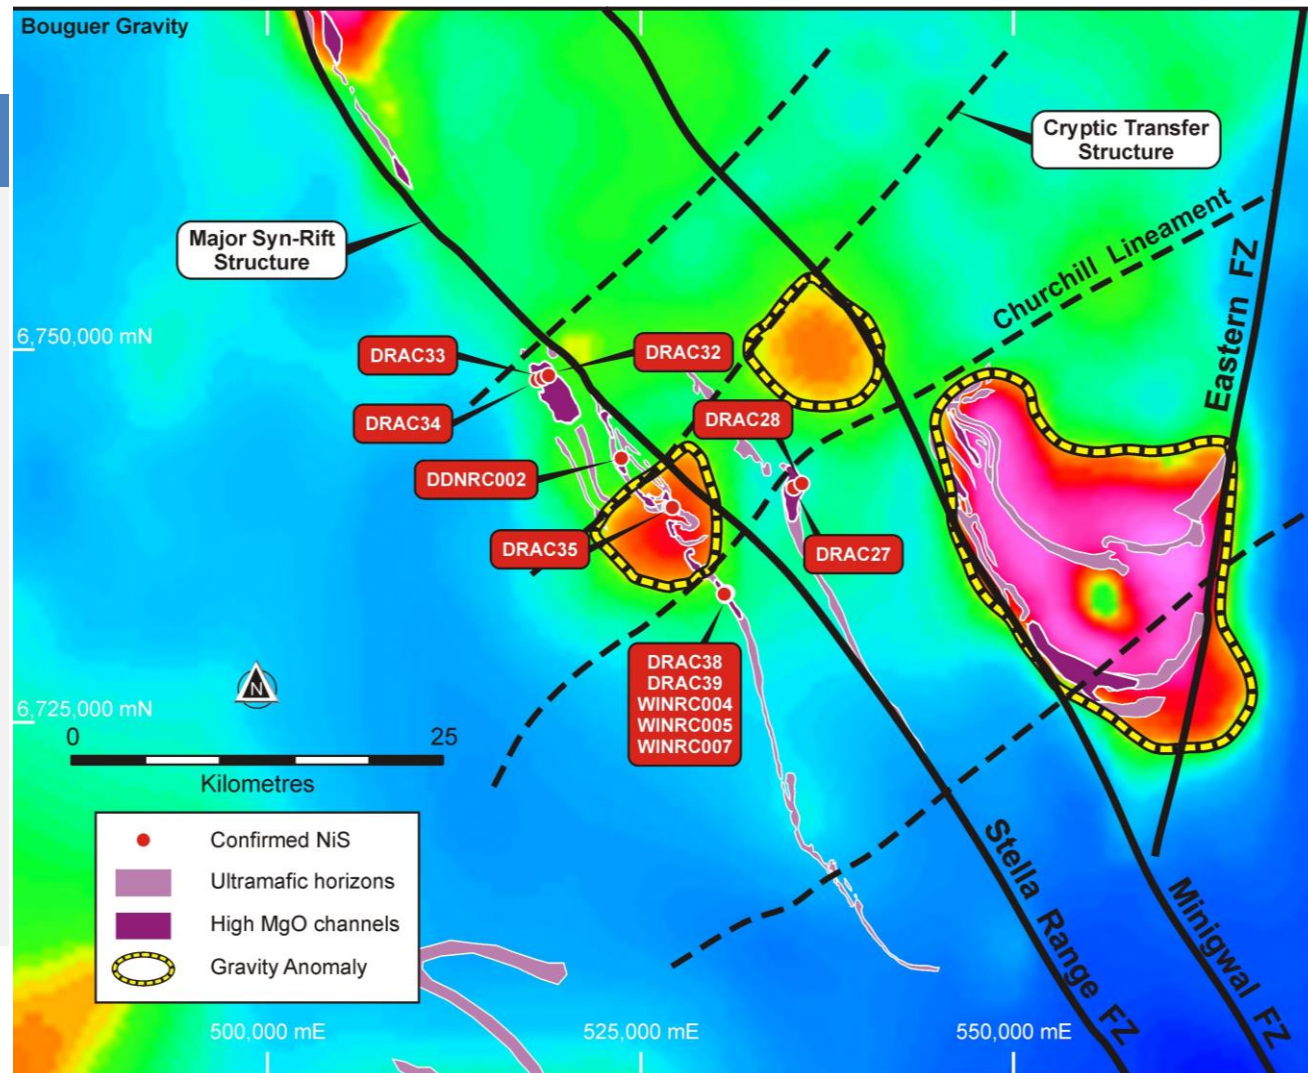 Bouguer Gravity
Cryptic Transfer
Structure
Major Syn-Rift
Structure
Churchill Lineament
Eastern FZ
6,750,000 mN
DRAC33
DRAC32
DRAC34
DRAC28
DDNRC002
DRAC35
DRAC27
DRAC38
DRAC39
WINRC004
WINRC005
WINRC007
N
6,725,000 mN
0
25
Kilometres
Confirmed NiS
Ultramafic horizons
High MgO channels
Gravity Anomaly
Stella Range FZ
Minigwal FZ
500,000 mE
525,000 mE
550,000 mE